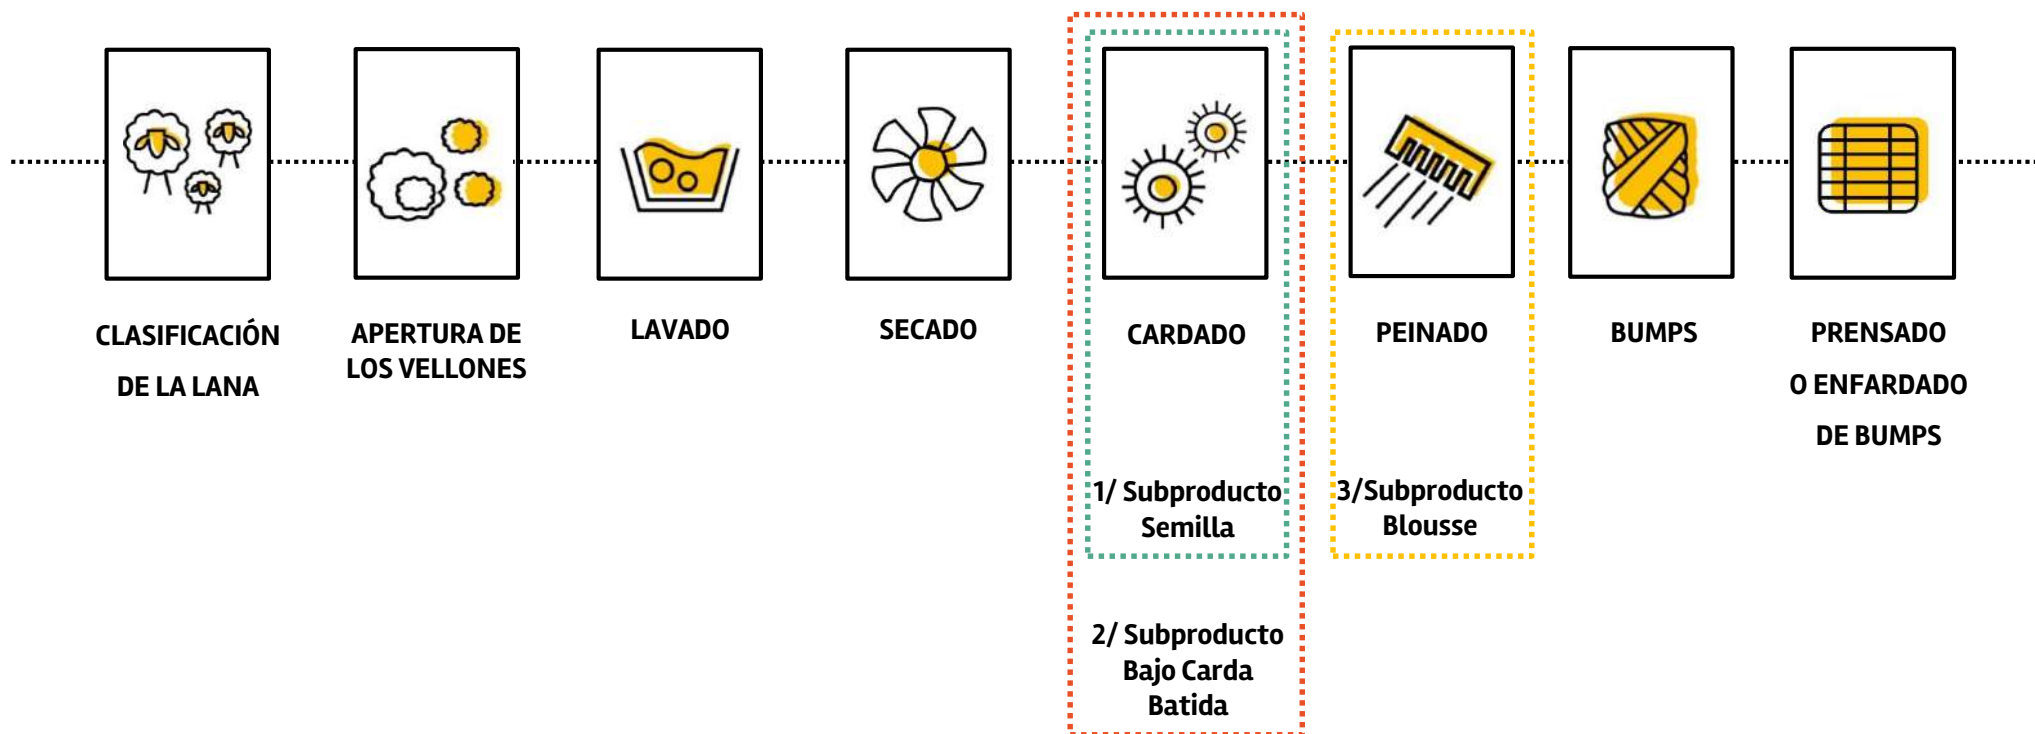 CLASIFICACIÓN
DE LA LANA
APERTURA DE
LOS VELLONES
LAVADO
SECADO
CARDADO
PEINADO
BUMPS
PRENSADO
O ENFARDADO
DE BUMPS
1/ Subproducto
Semilla
3/Subproducto
Blousse
2/ Subproducto
Bajo Carda
Batida